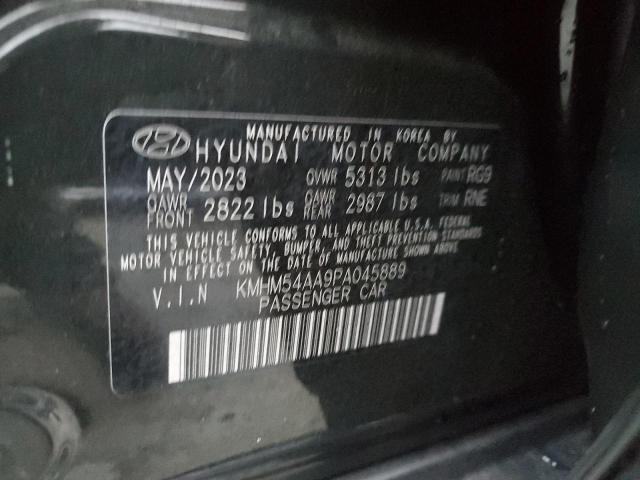 MANUFACTURED IN KOREA BY
HYUNDAI MOTOR COMPANY
MAY/2023 GVWR 5313 lbs PAINT RG9
GAWR FRONT 2822 lbs GAWR REAR 2987 lbs TRIM RNE
THIS VEHICLE CONFORMS TO ALL APPLICABLE U.S.A. FEDERAL
MOTOR VEHICLE SAFETY, BUMPER, AND THEFT PREVENTION STANDARDS
IN EFFECT ON THE DATE OF MANUFACTURE SHOWN ABOVE.
V.I.N KMHM54AA9PA045889
PASSENGER CAR